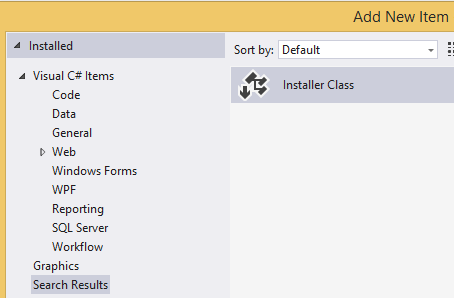 Add New Item
Installed
Sort by: Default
Visual C# Items
Installer Class
Code
Data
General
Web
Windows Forms
WPF
Reporting
SQL Server
Workflow
Graphics
Search Results